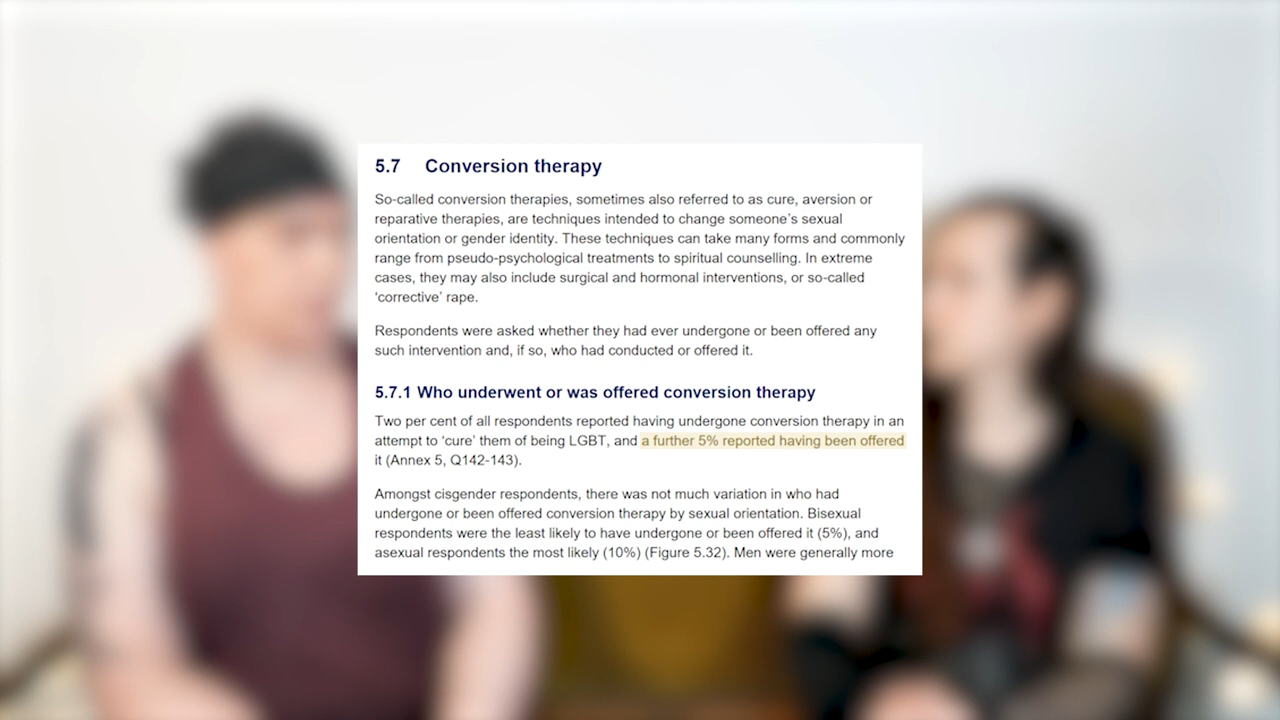 5.7 Conversion therapy
So-called conversion therapies, sometimes also referred to as cure, aversion or
reparative therapies, are techniques intended to change someone’s sexual
orientation or gender identity. These techniques can take many forms and commonly
range from pseudo-psychological treatments to spiritual counselling. In extreme
cases, they may also include surgical and hormonal interventions, or so-called
‘corrective’ rape.
Respondents were asked whether they had ever undergone or been offered any
such intervention and, if so, who had conducted or offered it.
5.7.1 Who underwent or was offered conversion therapy
Two per cent of all respondents reported having undergone conversion therapy in an
attempt to ‘cure’ them of being LGBT, and a further 5% reported having been offered
it (Annex 5, Q142-143).
Amongst cisgender respondents, there was not much variation in who had
undergone or been offered conversion therapy by sexual orientation. Bisexual
respondents were the least likely to have undergone or been offered it (5%), and
asexual respondents the most likely (10%) (Figure 5.32). Men were generally more